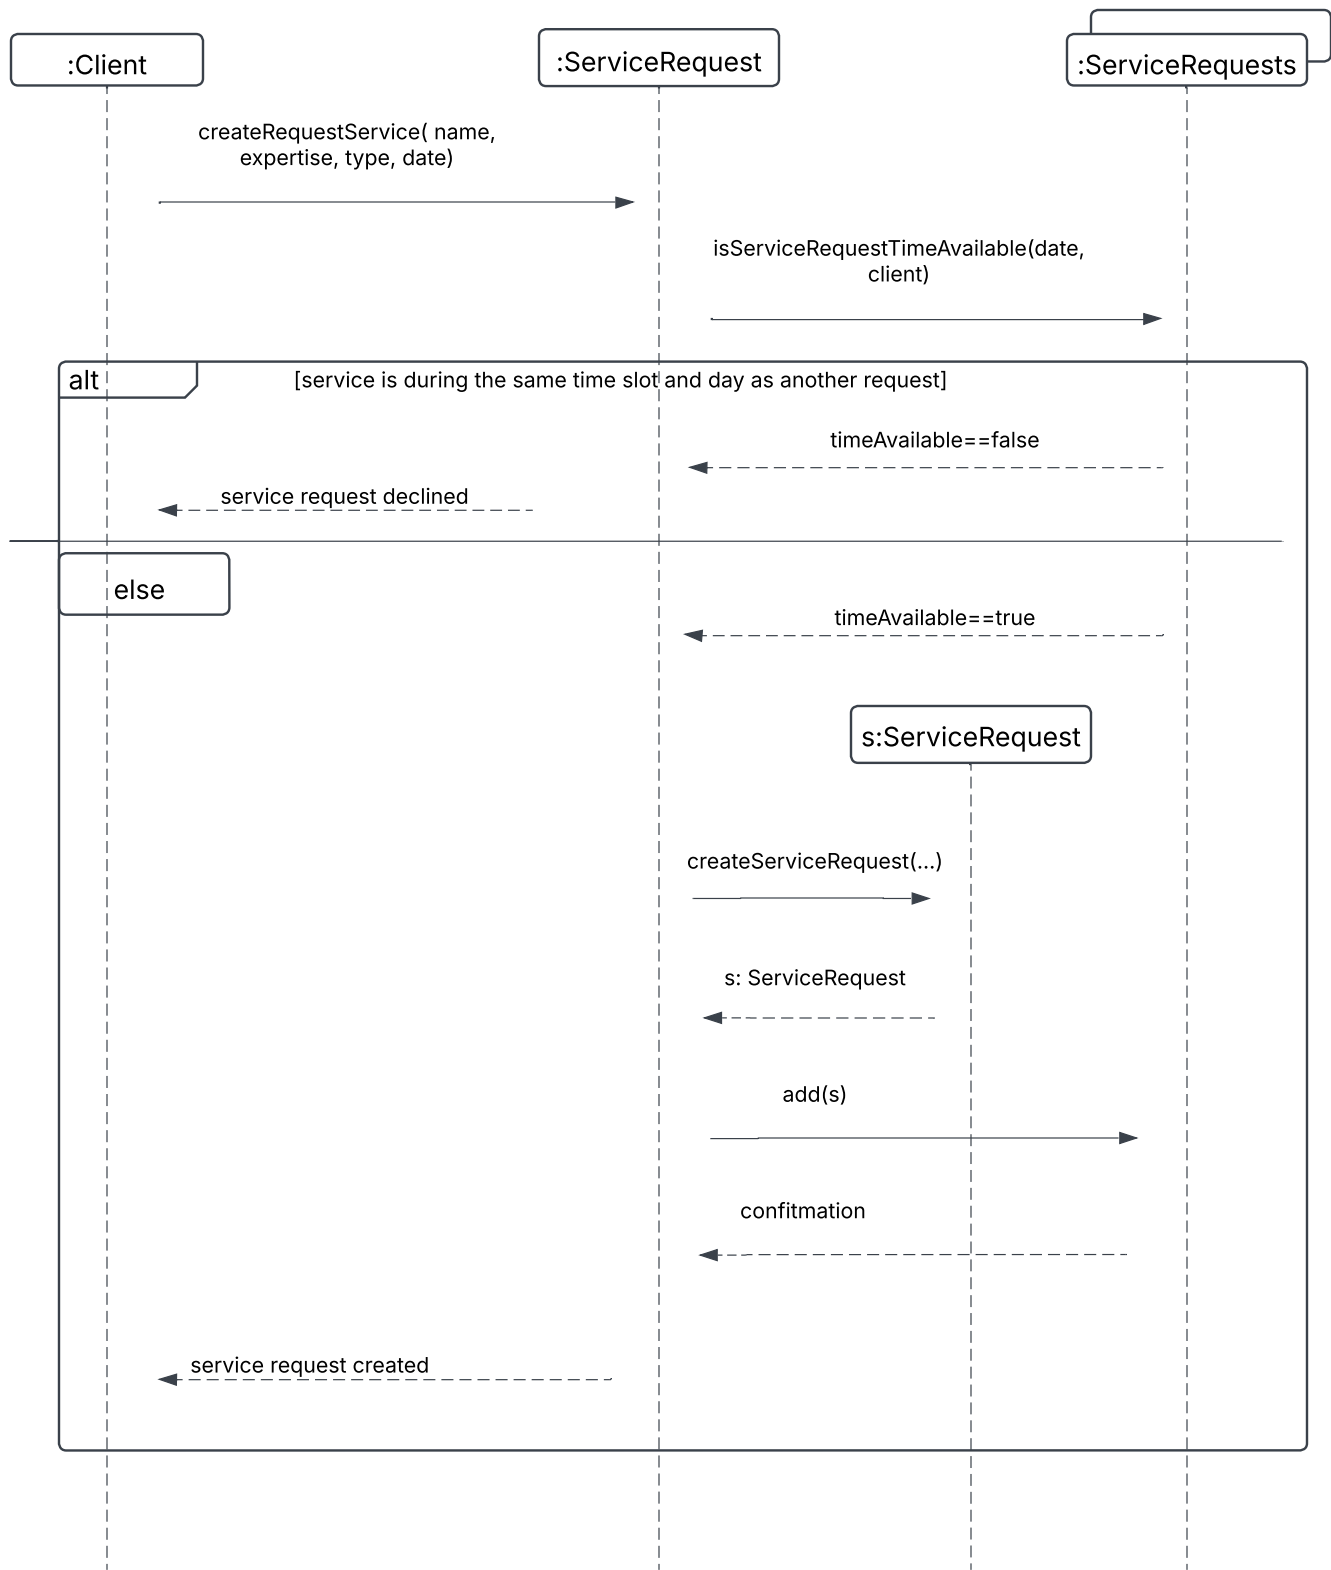 :Client
:ServiceRequest
:ServiceRequests
createRequestService( name,
expertise, type, date)
isServiceRequestTimeAvailable(date,
client)
alt
[service is during the same time slot and day as another request]
timeAvailable==false
service request declined
else
timeAvailable==true
s:ServiceRequest
createServiceRequest(...)
s: ServiceRequest
add(s)
confitmation
service request created